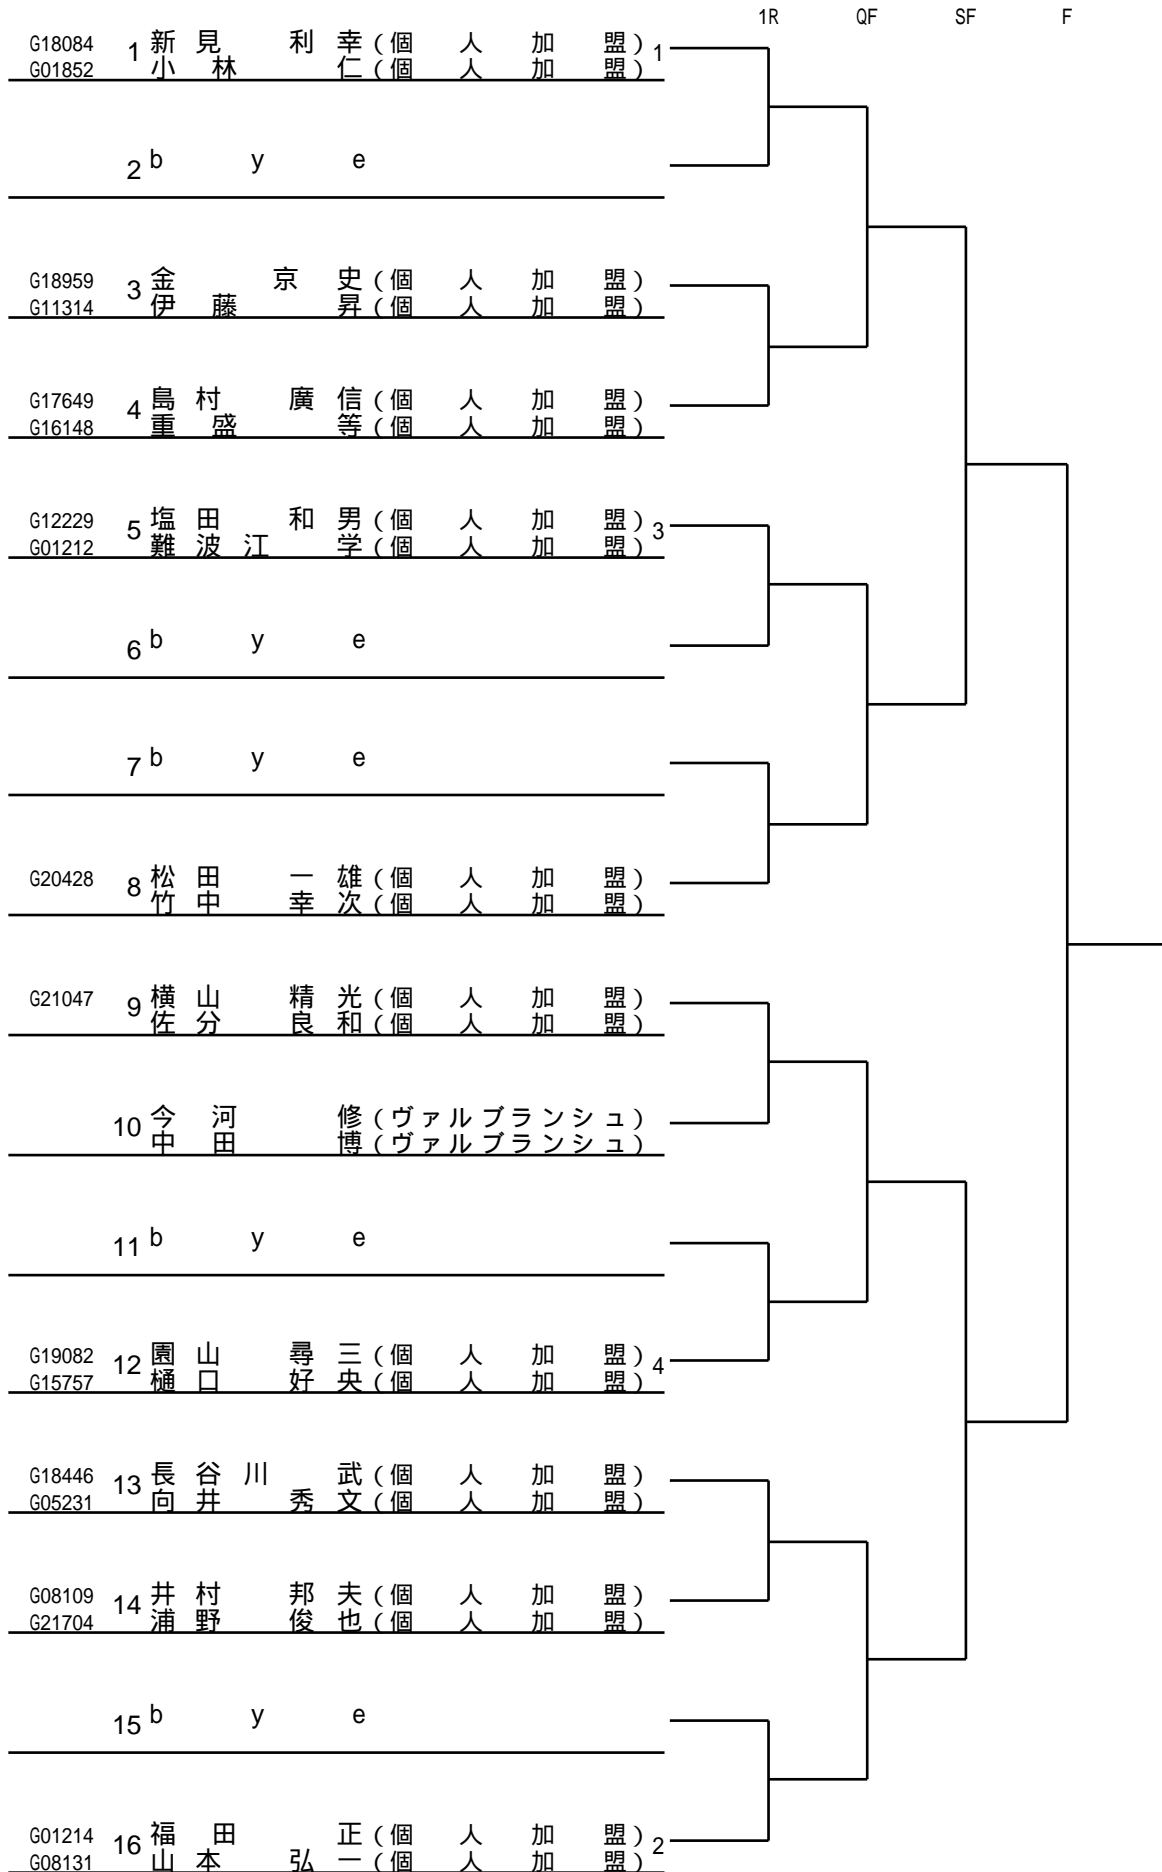 1R QF SF F
G18084 1 新見 利幸(個人加盟) 1
G01852 小林 仁(個人加盟)
2 bye
G18959 3 金 京史(個人加盟)
G11314 伊藤 昇(個人加盟)
G17649 4 島村 廣信(個人加盟)
G16148 重盛 等(個人加盟)
G12229 5 塩田 和男(個人加盟) 3
G01212 難波江 学(個人加盟)
6 bye
7 bye
G20428 8 松田 一雄(個人加盟)
竹中 幸次(個人加盟)
G21047 9 横山 精光(個人加盟)
佐分 良和(個人加盟)
10 今河 修(ヴァルブランシュ)
中田 博(ヴァルブランシュ)
11 bye
G19082 12 園山 尋三(個人加盟) 4
G15757 樋口 好央(個人加盟)
G18446 13 長谷川 武(個人加盟)
G05231 向井 秀文(個人加盟)
G08109 14 井村 邦夫(個人加盟)
G21704 浦野 俊也(個人加盟)
15 bye
G01214 16 福田 正(個人加盟) 2
G08131 山本 弘一(個人加盟)